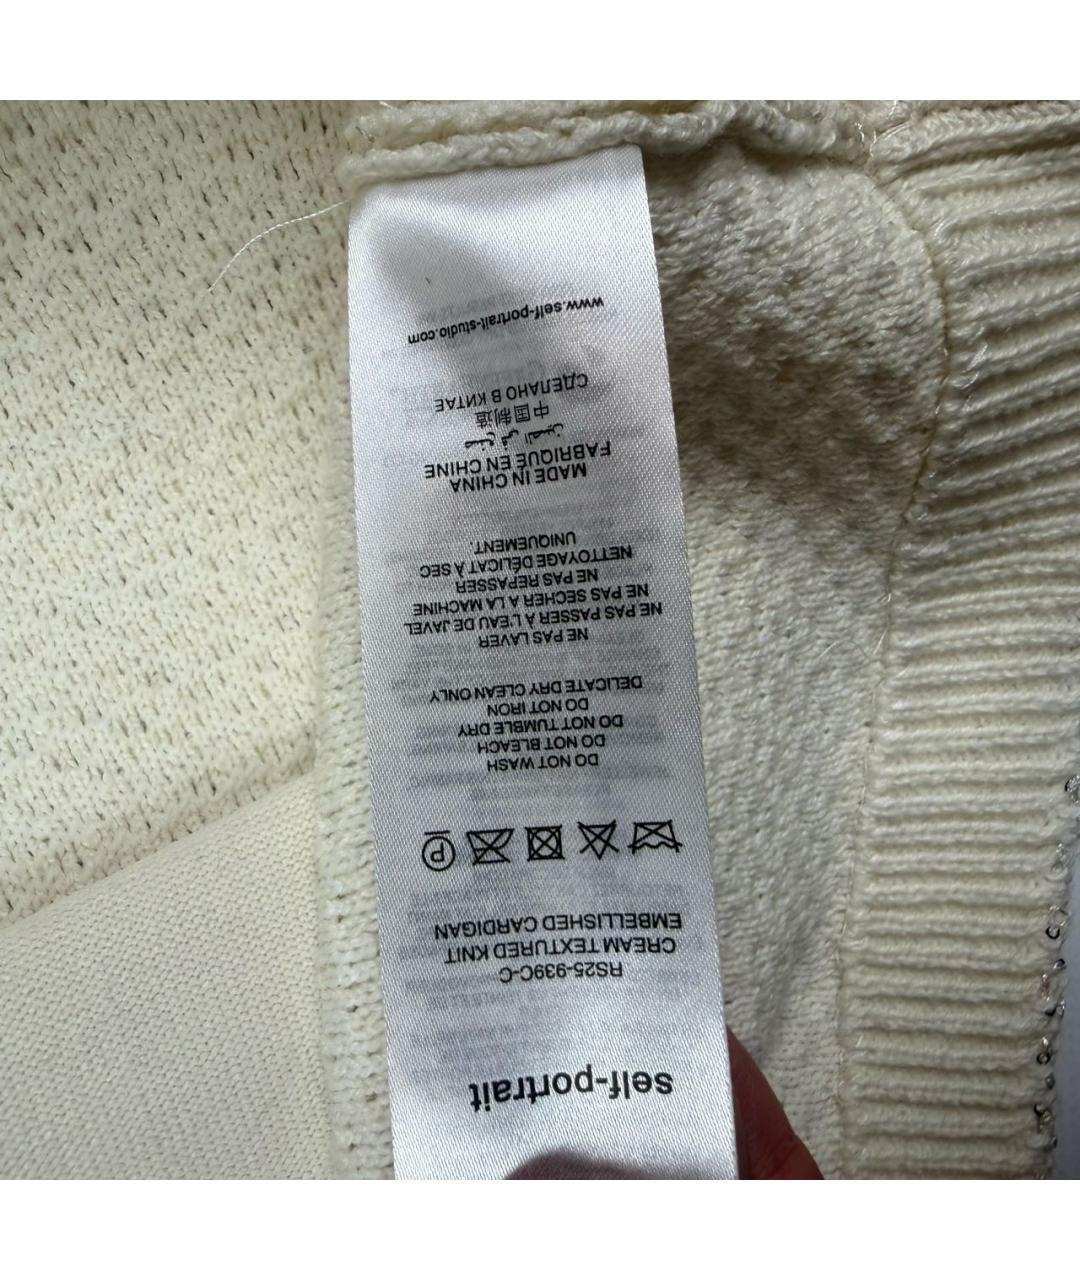 self-portrait
RS25-939C-C
CREAM TEXTURED KNIT
EMBELLISHED CARDIGAN
P
DO NOT WASH
DO NOT BLEACH
DO NOT TUMBLE DRY
DO NOT IRON
DELICATE DRY CLEAN ONLY
NE PAS LAVER
NE PAS PASSER À L'EAU DE JAVEL
NE PAS SÉCHER A LA MACHINE
NE PAS REPASSER
NETTOYAGE DÉLICAT À SEC
UNIQUEMENT.
MADE IN CHINA
FABRIQUÉ EN CHINE
صنع في الصين
中国制造
СДЕЛАНО В КИТАЕ
www.self-portrait-studio.com